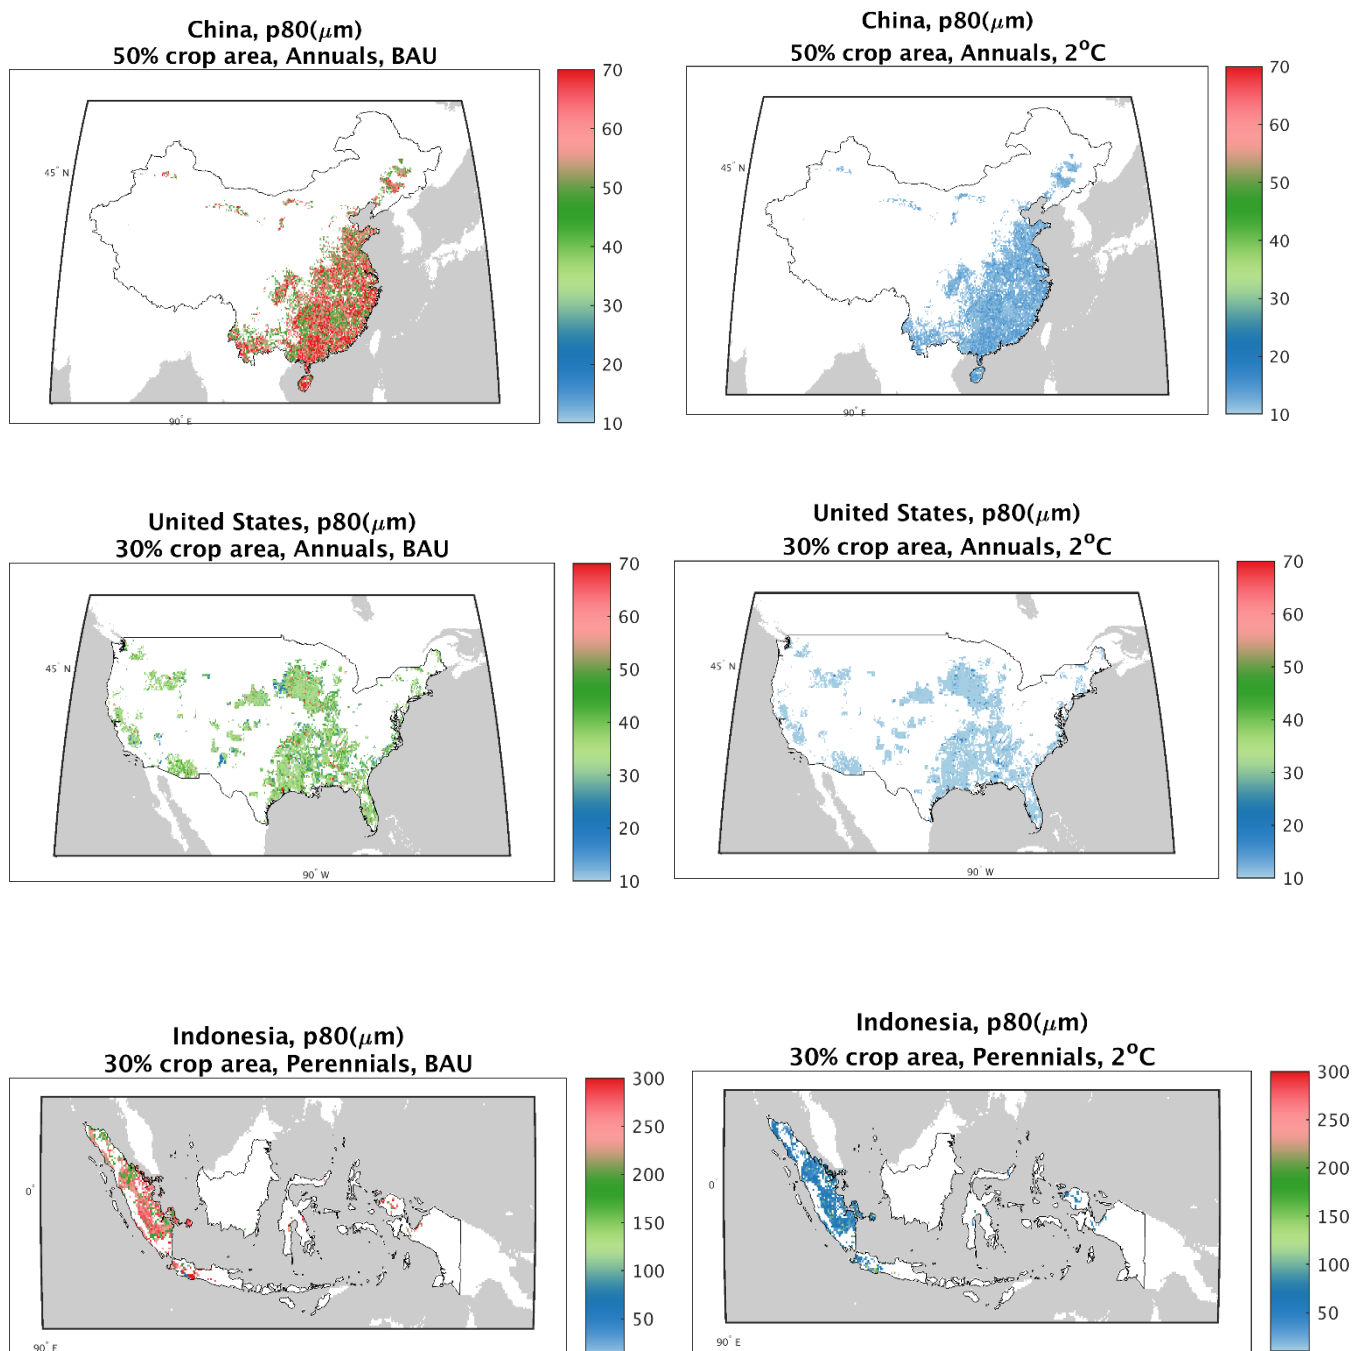 China, p80(μm)
50% crop area, Annuals, BAU
70
60
50
40
30
20
10
45° N
90° E
China, p80(μm)
50% crop area, Annuals, 2°C
70
60
50
40
30
20
10
45° N
90° E
United States, p80(μm)
30% crop area, Annuals, BAU
70
60
50
40
30
20
10
45° N
90° W
United States, p80(μm)
30% crop area, Annuals, 2°C
70
60
50
40
30
20
10
45° N
90° W
Indonesia, p80(μm)
30% crop area, Perennials, BAU
300
250
200
150
100
50
0°
90° E
Indonesia, p80(μm)
30% crop area, Perennials, 2°C
300
250
200
150
100
50
0°
90° E